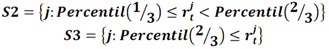 S2 = {j: Percentil(1/3) ≤ r_t^j < Percentil(2/3)}
S3 = {j: Percentil(2/3) ≤ r_t^j}